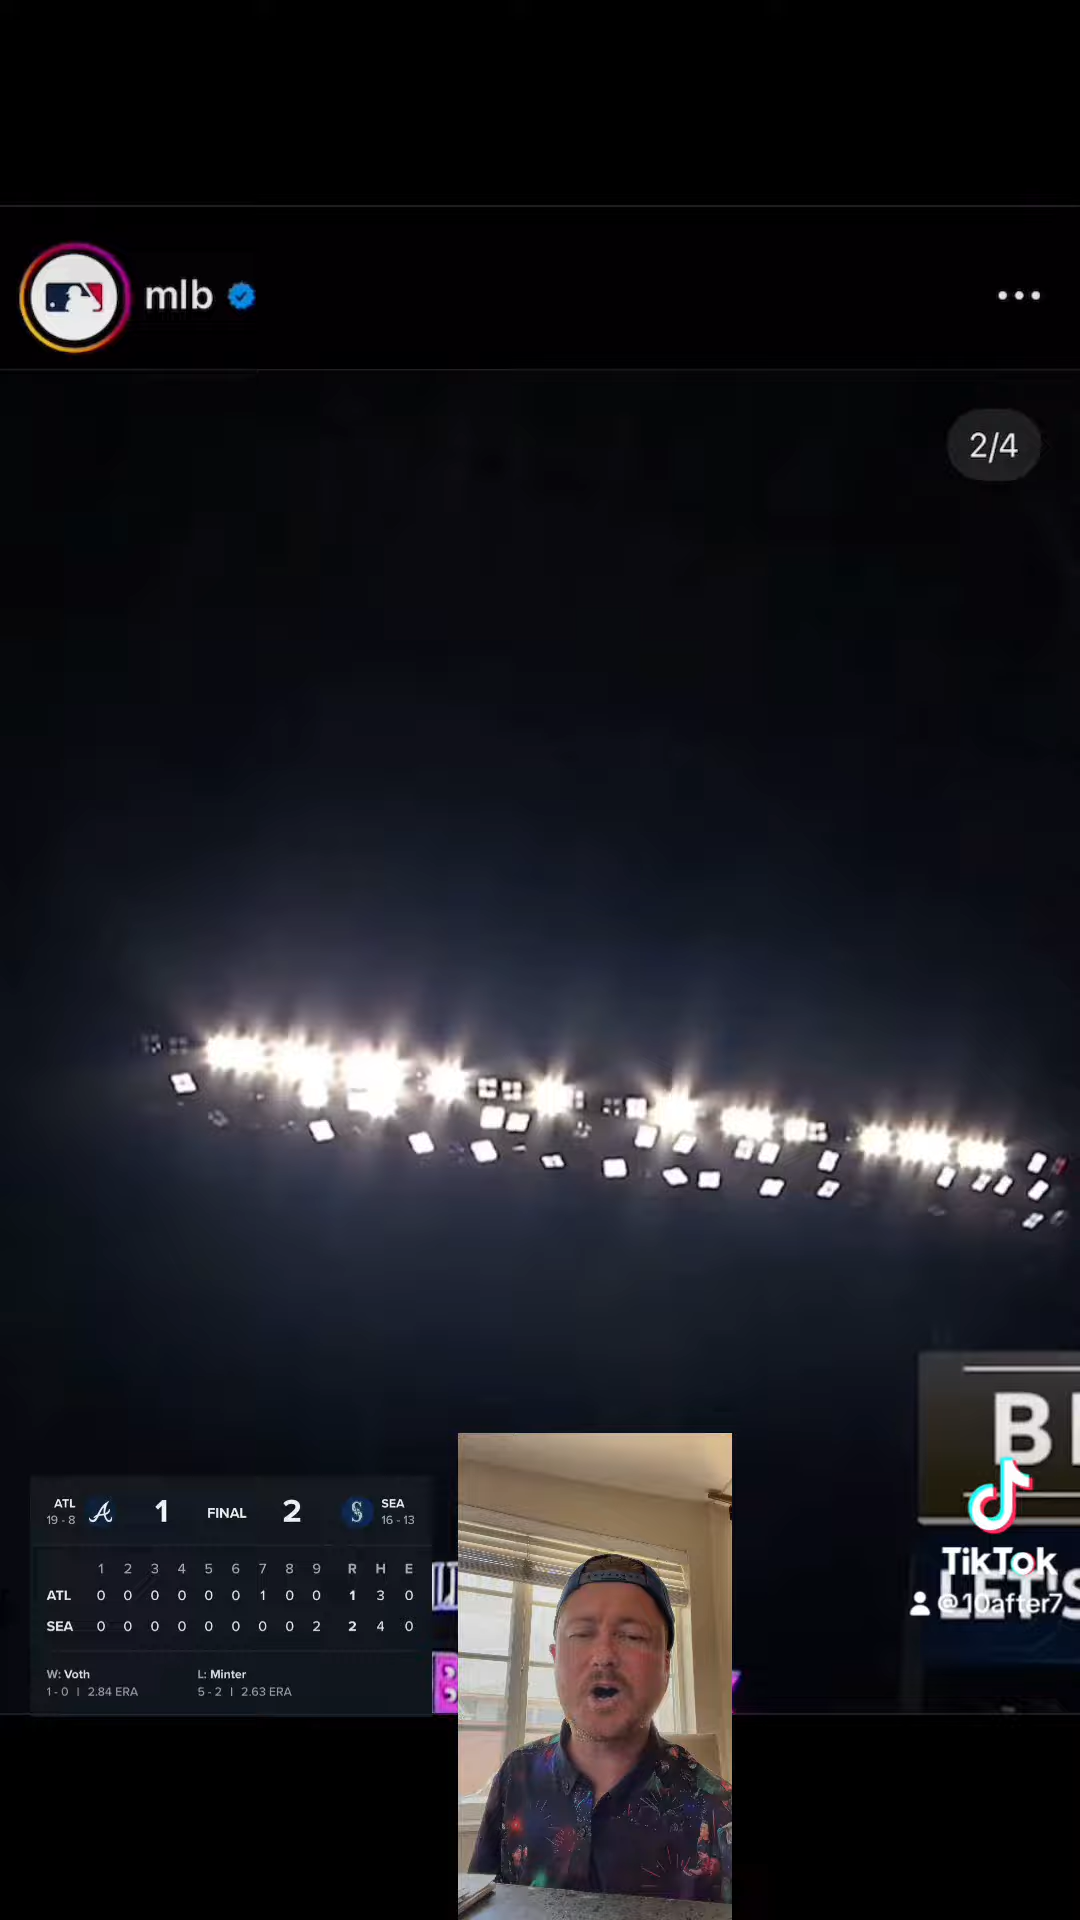 mlb
2/4
B
ATL
19 - 8
1
FINAL
2
SEA
16 - 13
1 2 3 4 5 6 7 8 9 R H E
ATL 0 0 0 0 0 0 1 0 0 1 3 0
SEA 0 0 0 0 0 0 0 0 2 2 4 0
W: Voth
1 - 0 | 2.84 ERA
L: Minter
5 - 2 | 2.63 ERA
TikTok
LET'S
@10after7